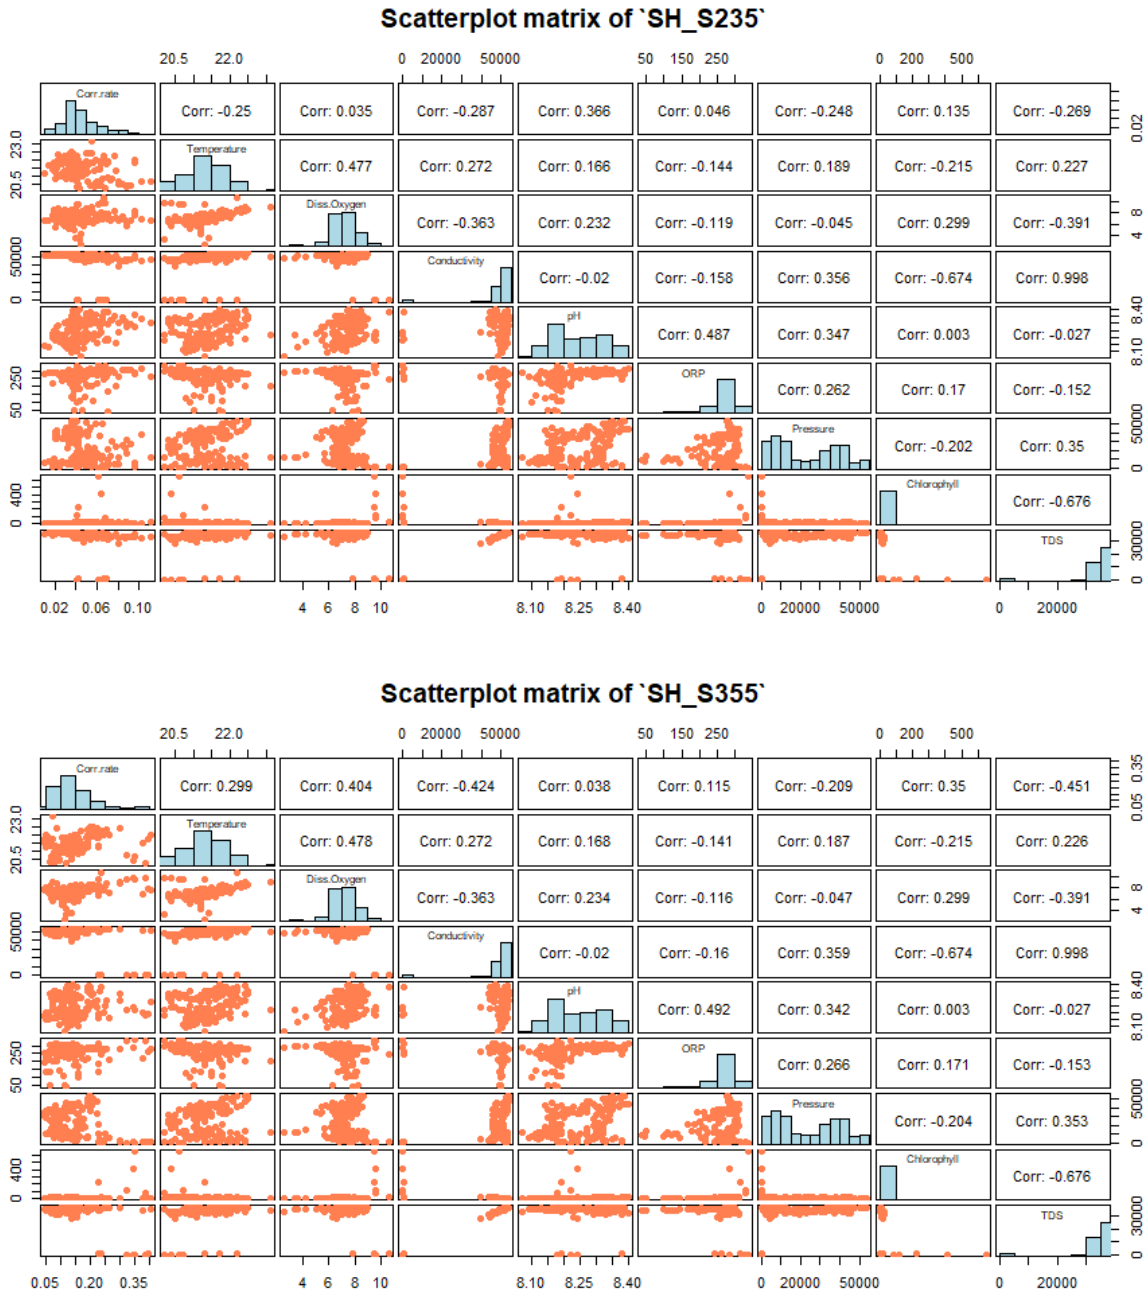 Scatterplot matrix of `SH_S235`
20.5 22.0 0 20000 50000 50 150 250 0 200 500
Corr.rate Corr: -0.25 Corr: 0.035 Corr: -0.287 Corr: 0.366 Corr: 0.046 Corr: -0.248 Corr: 0.135 Corr: -0.269 0.02
20.5 23.0 Temperature Corr: 0.477 Corr: 0.272 Corr: 0.166 Corr: -0.144 Corr: 0.189 Corr: -0.215 Corr: 0.227
Diss.Oxygen Corr: -0.363 Corr: 0.232 Corr: -0.119 Corr: -0.045 Corr: 0.299 Corr: -0.391 4 8
0 50000 Conductivity Corr: -0.02 Corr: -0.158 Corr: 0.356 Corr: -0.674 Corr: 0.998
pH Corr: 0.487 Corr: 0.347 Corr: 0.003 Corr: -0.027 8.10 8.40
50 250 ORP Corr: 0.262 Corr: 0.17 Corr: -0.152
Pressure Corr: -0.202 Corr: 0.35 0 50000
0 400 Chlorophyll Corr: -0.676
TDS 0 30000
0.02 0.06 0.10 4 6 8 10 8.10 8.25 8.40 0 20000 50000 0 20000
Scatterplot matrix of `SH_S355`
20.5 22.0 0 20000 50000 50 150 250 0 200 500
Corr.rate Corr: 0.299 Corr: 0.404 Corr: -0.424 Corr: 0.038 Corr: 0.115 Corr: -0.209 Corr: 0.35 Corr: -0.451 0.05 0.35
20.5 23.0 Temperature Corr: 0.478 Corr: 0.272 Corr: 0.168 Corr: -0.141 Corr: 0.187 Corr: -0.215 Corr: 0.226
Diss.Oxygen Corr: -0.363 Corr: 0.234 Corr: -0.116 Corr: -0.047 Corr: 0.299 Corr: -0.391 4 8
0 50000 Conductivity Corr: -0.02 Corr: -0.16 Corr: 0.359 Corr: -0.674 Corr: 0.998
pH Corr: 0.492 Corr: 0.342 Corr: 0.003 Corr: -0.027 8.10 8.40
50 250 ORP Corr: 0.266 Corr: 0.171 Corr: -0.153
Pressure Corr: -0.204 Corr: 0.353 0 50000
0 400 Chlorophyll Corr: -0.676
TDS 0 30000
0.05 0.20 0.35 4 6 8 10 8.10 8.25 8.40 0 20000 50000 0 20000